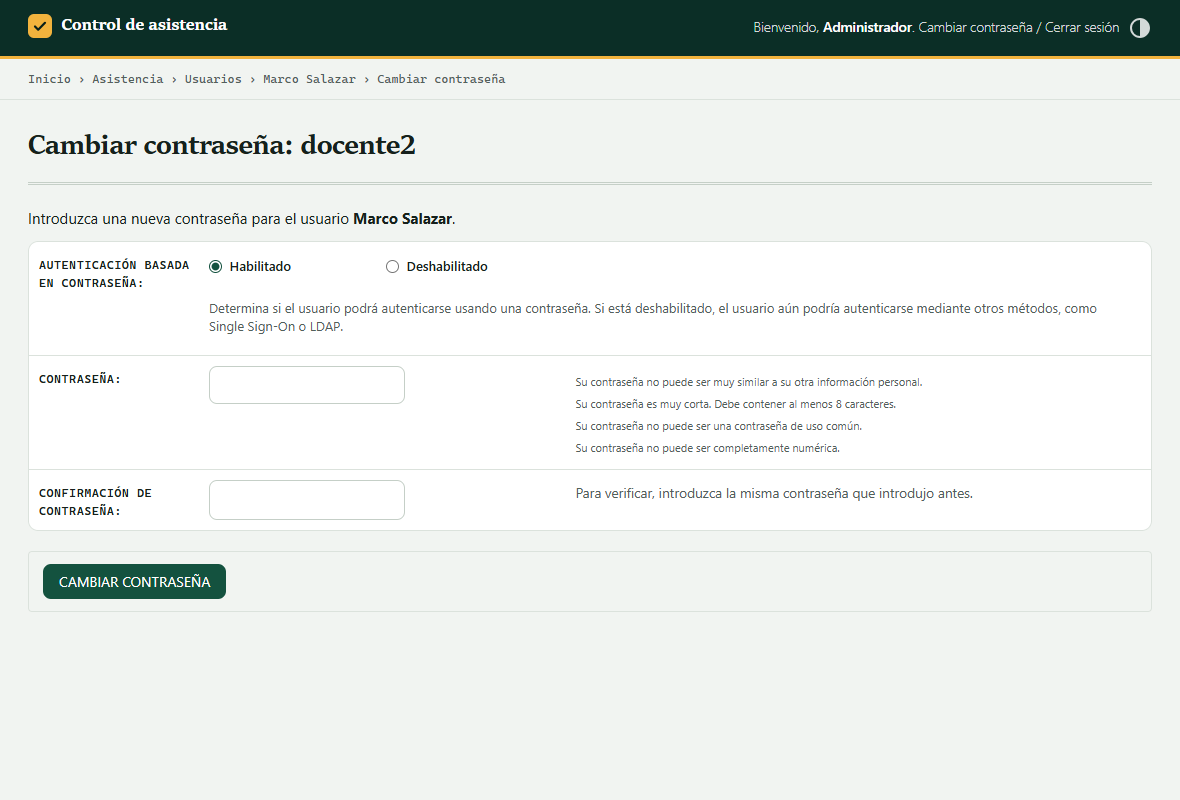 Control de asistencia
Bienvenido, Administrador. Cambiar contraseña / Cerrar sesión
Inicio › Asistencia › Usuarios › Marco Salazar › Cambiar contraseña
Cambiar contraseña: docente2
Introduzca una nueva contraseña para el usuario Marco Salazar.
AUTENTICACIÓN BASADA
EN CONTRASEÑA:
Habilitado
Deshabilitado
Determina si el usuario podrá autenticarse usando una contraseña. Si está deshabilitado, el usuario aún podría autenticarse mediante otros métodos, como
Single Sign-On o LDAP.
CONTRASEÑA:
Su contraseña no puede ser muy similar a su otra información personal.
Su contraseña es muy corta. Debe contener al menos 8 caracteres.
Su contraseña no puede ser una contraseña de uso común.
Su contraseña no puede ser completamente numérica.
CONFIRMACIÓN DE
CONTRASEÑA:
Para verificar, introduzca la misma contraseña que introdujo antes.
CAMBIAR CONTRASEÑA